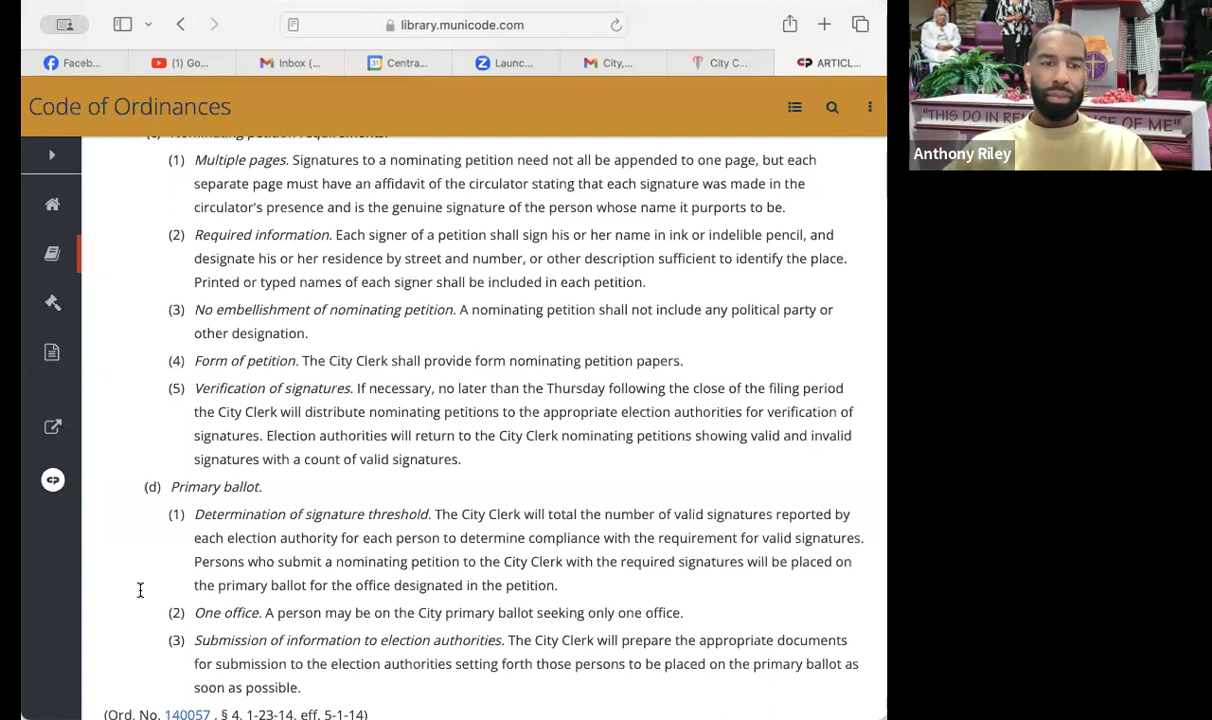 library.municode.com
Faceb...
(1) Go...
Inbox (...
Centra...
Launc...
City,...
City C...
ARTICL...
Code of Ordinances
Nominating petition requirements.
(1) Multiple pages. Signatures to a nominating petition need not all be appended to one page, but each
separate page must have an affidavit of the circulator stating that each signature was made in the
circulator's presence and is the genuine signature of the person whose name it purports to be.
(2) Required information. Each signer of a petition shall sign his or her name in ink or indelible pencil, and
designate his or her residence by street and number, or other description sufficient to identify the place.
Printed or typed names of each signer shall be included in each petition.
(3) No embellishment of nominating petition. A nominating petition shall not include any political party or
other designation.
(4) Form of petition. The City Clerk shall provide form nominating petition papers.
(5) Verification of signatures. If necessary, no later than the Thursday following the close of the filing period
the City Clerk will distribute nominating petitions to the appropriate election authorities for verification of
signatures. Election authorities will return to the City Clerk nominating petitions showing valid and invalid
signatures with a count of valid signatures.
(d) Primary ballot.
(1) Determination of signature threshold. The City Clerk will total the number of valid signatures reported by
each election authority for each person to determine compliance with the requirement for valid signatures.
Persons who submit a nominating petition to the City Clerk with the required signatures will be placed on
the primary ballot for the office designated in the petition.
(2) One office. A person may be on the City primary ballot seeking only one office.
(3) Submission of information to election authorities. The City Clerk will prepare the appropriate documents
for submission to the election authorities setting forth those persons to be placed on the primary ballot as
soon as possible.
(Ord. No. 140057 , § 4, 1-23-14, eff. 5-1-14)
"THIS DO IN RE CE OF ME"
Anthony Riley